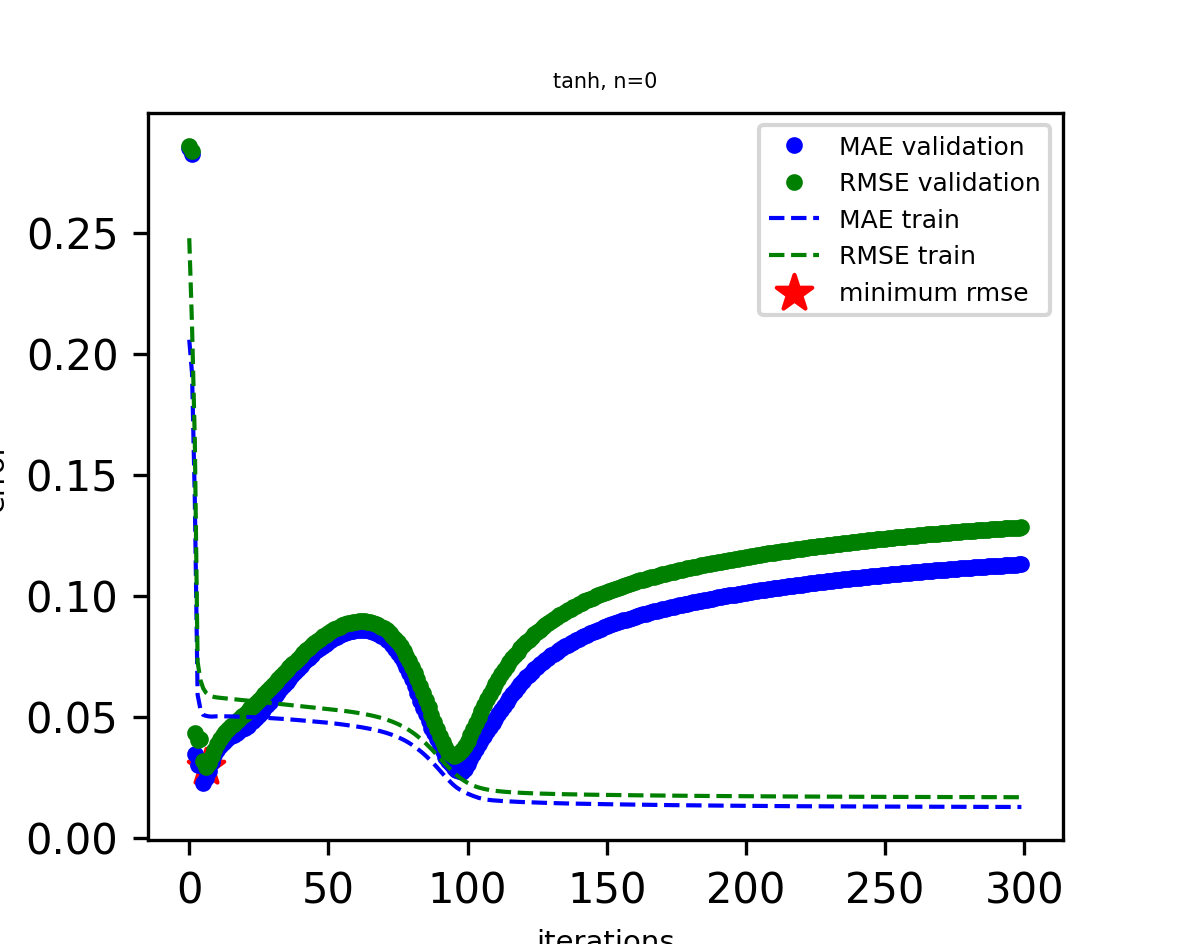 tanh, n=0
MAE validation
RMSE validation
MAE train
RMSE train
minimum rmse
0.25
0.20
0.15
0.10
0.05
0.00
0 50 100 150 200 250 300
iterations